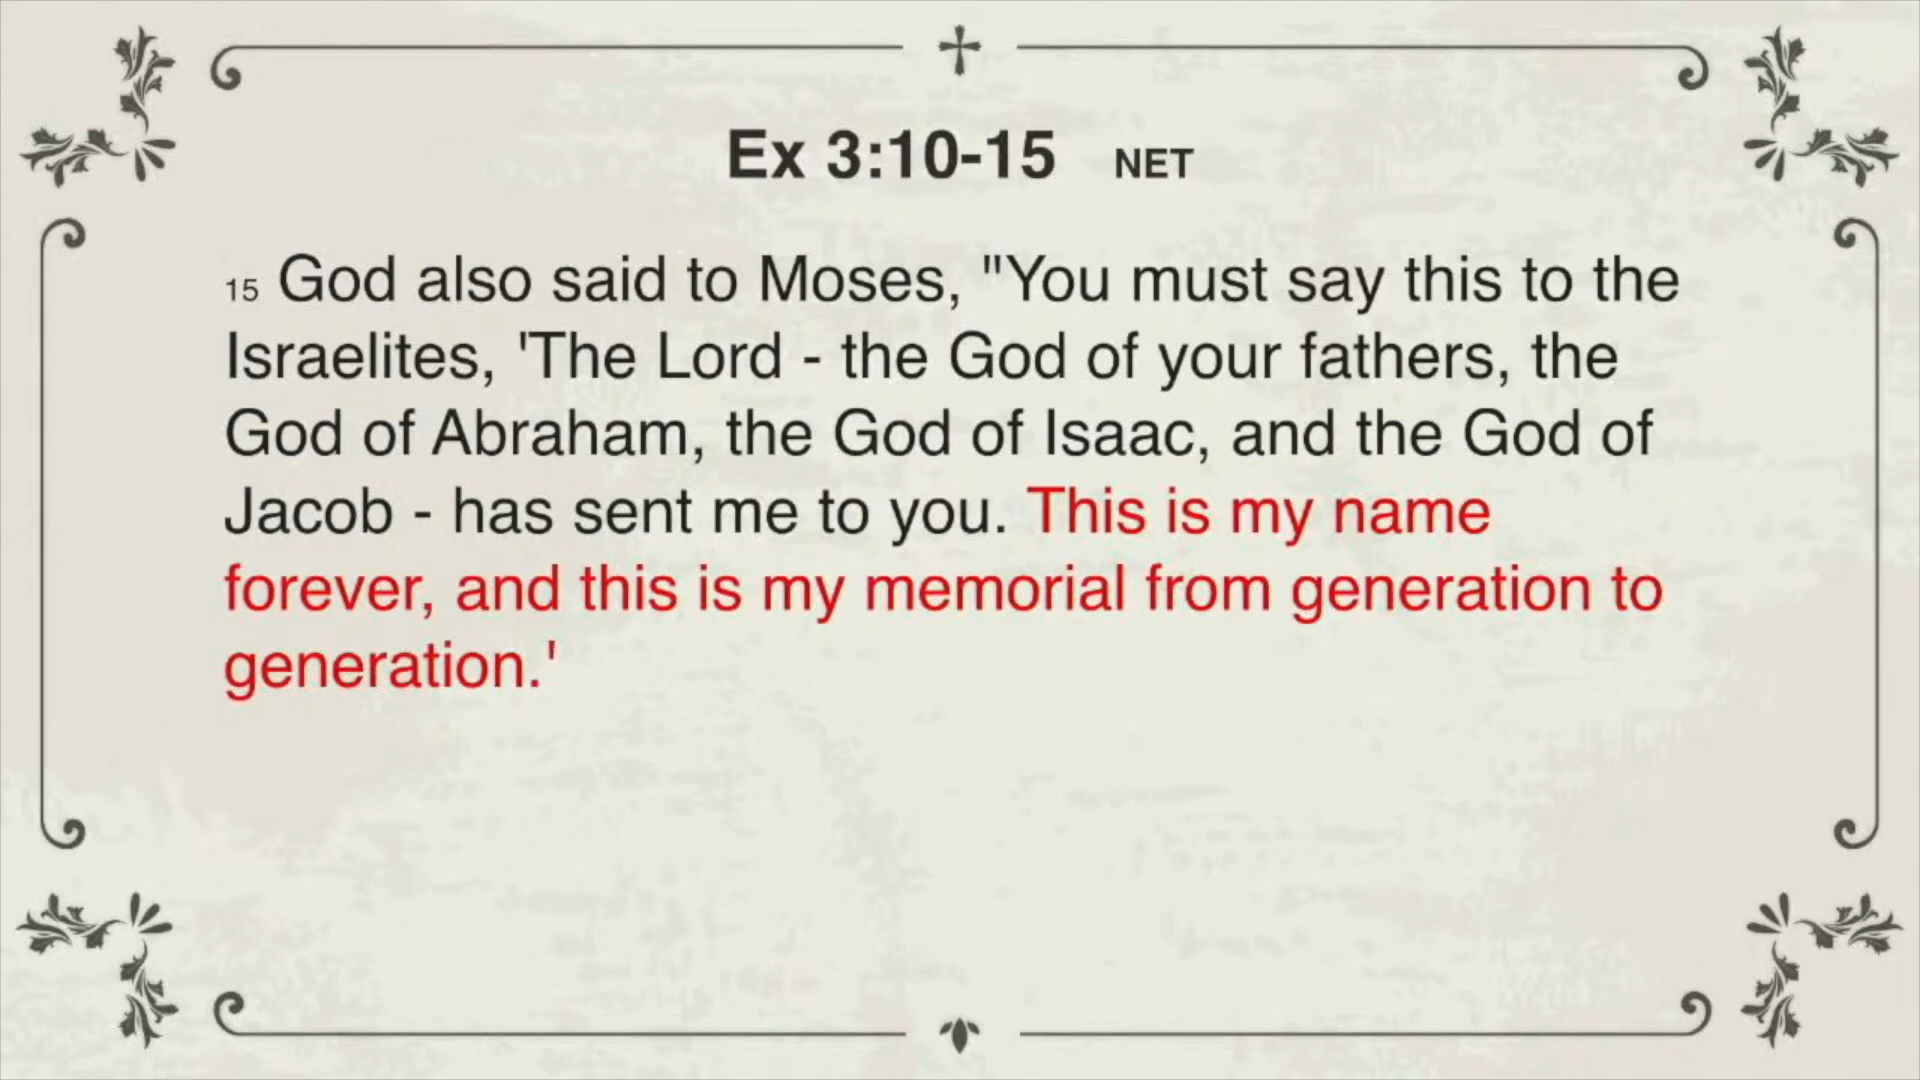 Ex 3:10-15 NET
15 God also said to Moses, "You must say this to the
Israelites, 'The Lord - the God of your fathers, the
God of Abraham, the God of Isaac, and the God of
Jacob - has sent me to you. This is my name
forever, and this is my memorial from generation to
generation.'